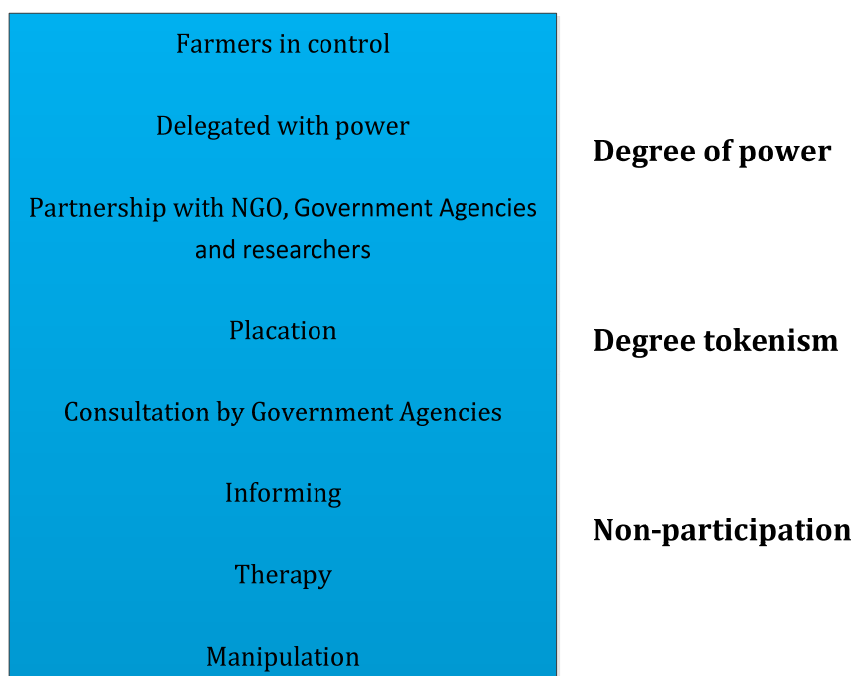 Farmers in control
Delegated with power
Degree of power
Partnership with NGO, Government Agencies
and researchers
Placation
Degree tokenism
Consultation by Government Agencies
Informing
Non-participation
Therapy
Manipulation